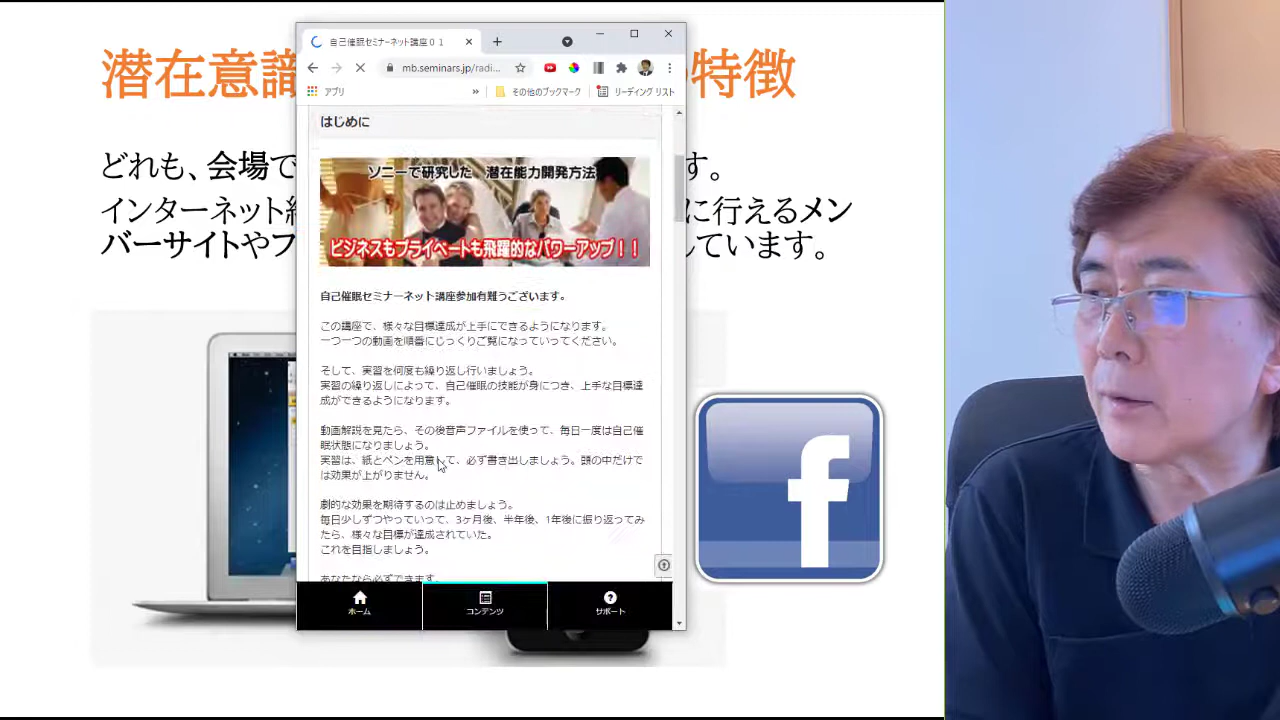 潜在意識
の特徴
どれも、会場で
す。
インターネット
に行えるメン
バーサイトやフ
しています。
自己催眠セミナーネット講座０１
mb.seminars.jp/radi...
アプリ
»
その他のブックマーク
リーディング リスト
はじめに
ソニーで研究した、潜在能力開発方法
ビジネスもプライベートも飛躍的なパワーアップ！！
自己催眠セミナーネット講座参加有難うございます。
この講座で、様々な目標達成が上手にできるようになります。
一つ一つの動画を順番にじっくりご覧になっていってください。
そして、実習を何度も繰り返し行いましょう。
実習の繰り返しによって、自己催眠の技能が身につき、上手な目標達
成ができるようになります。
動画解説を見たら、その後音声ファイルを使って、毎日一度は自己催
眠状態になりましょう。
実習は、紙とペンを用意して、必ず書き出しましょう。頭の中だけで
は効果が上がりません。
劇的な効果を期待するのは止めましょう。
毎日少しずつやっていって、3ヶ月後、半年後、1年後に振り返ってみ
たら、様々な目標が達成されていた。
これを目指しましょう。
あなたなら必ずできます。
ホーム
コンテンツ
サポート
f